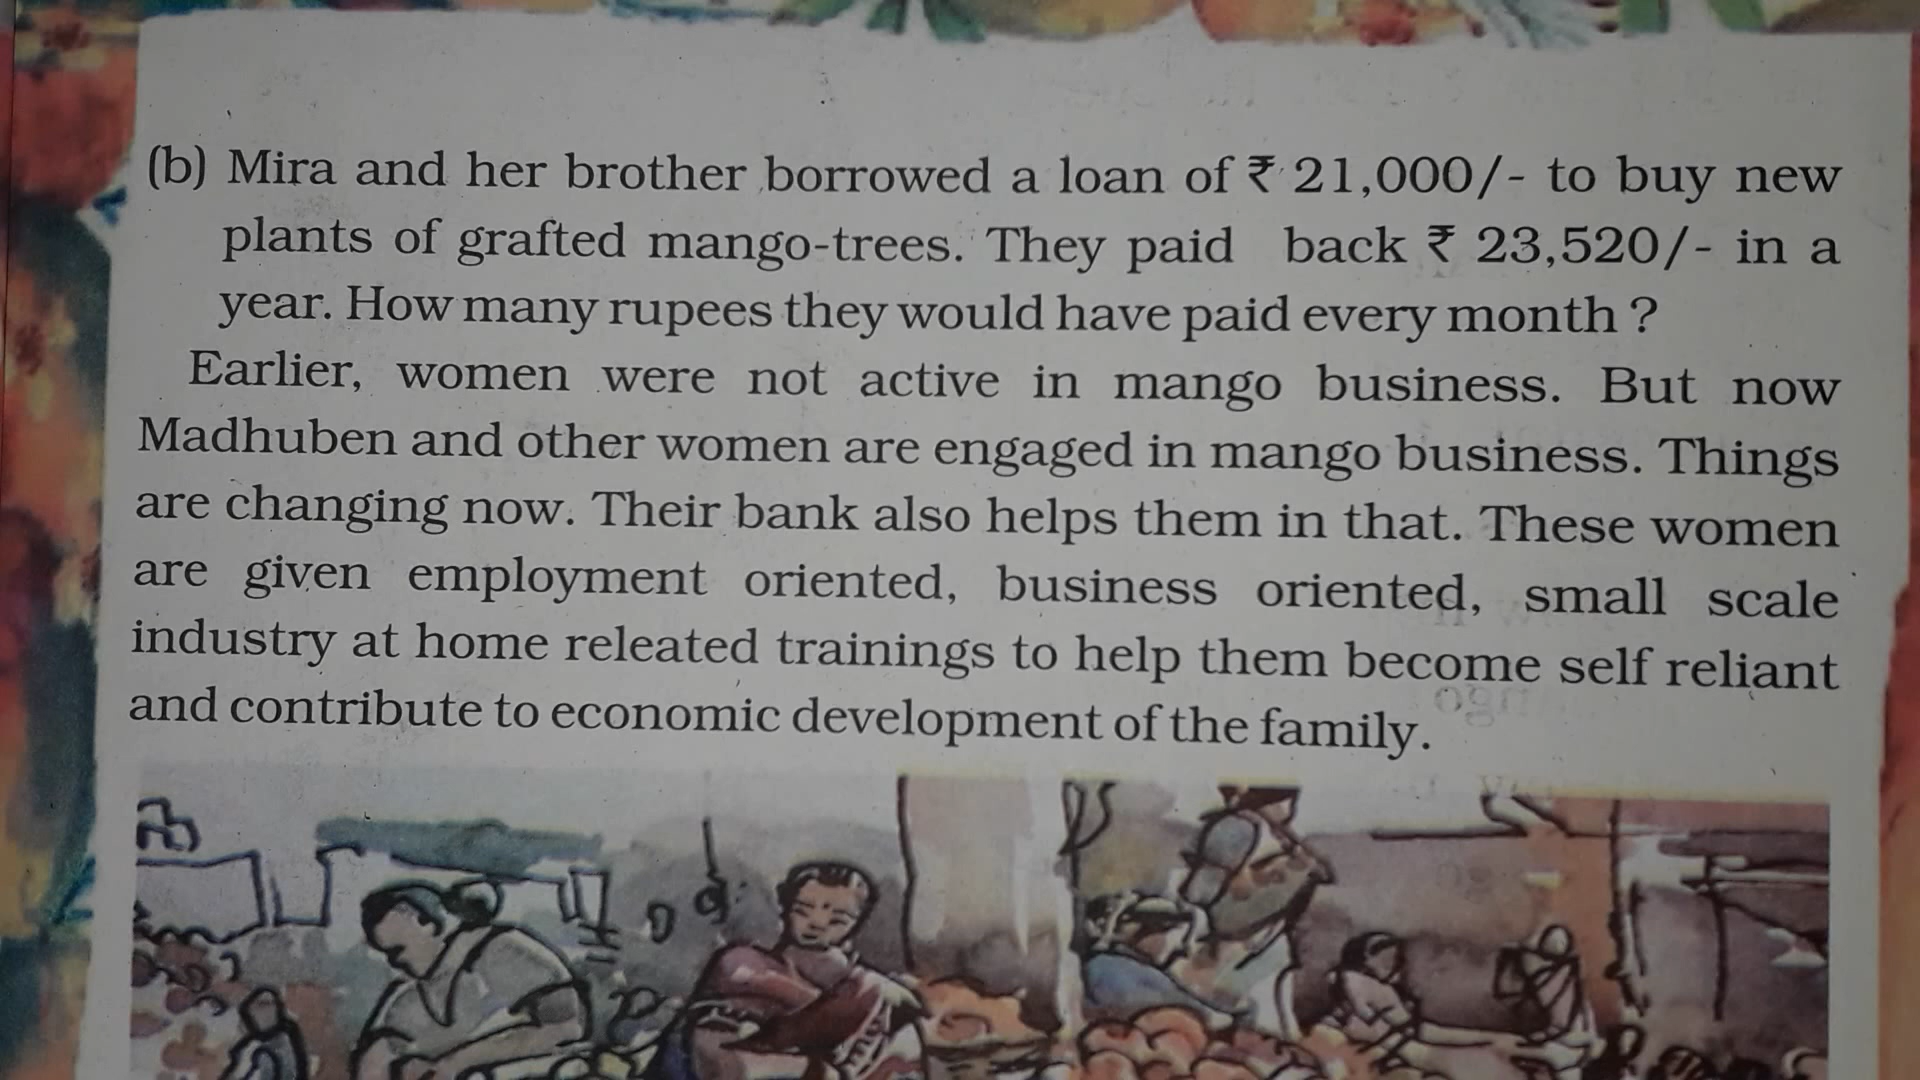 (b) Mira and her brother borrowed a loan of ₹ 21,000/- to buy new
plants of grafted mango-trees. They paid back ₹ 23,520/- in a
year. How many rupees they would have paid every month ?
Earlier, women were not active in mango business. But now
Madhuben and other women are engaged in mango business. Things
are changing now. Their bank also helps them in that. These women
are given employment oriented, business oriented, small scale
industry at home releated trainings to help them become self reliant
and contribute to economic development of the family.